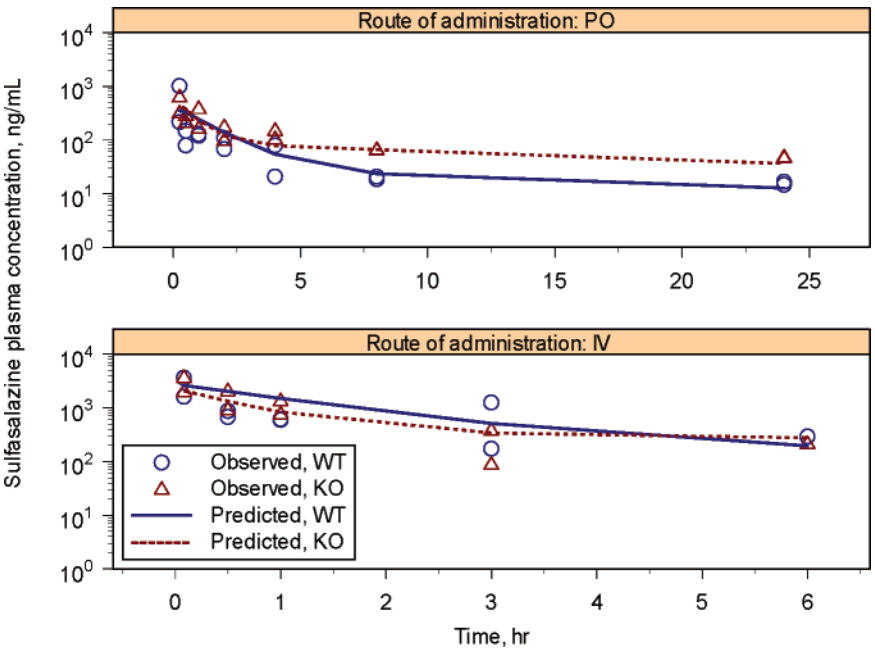 Route of administration: PO
10⁴
10³
10²
10¹
10⁰
0 5 10 15 20 25
Sulfasalazine plasma concentration, ng/mL
Route of administration: IV
10⁴
10³
10²
10¹
10⁰
Observed, WT
Observed, KO
Predicted, WT
Predicted, KO
0 1 3 4 5 6
Time, hr